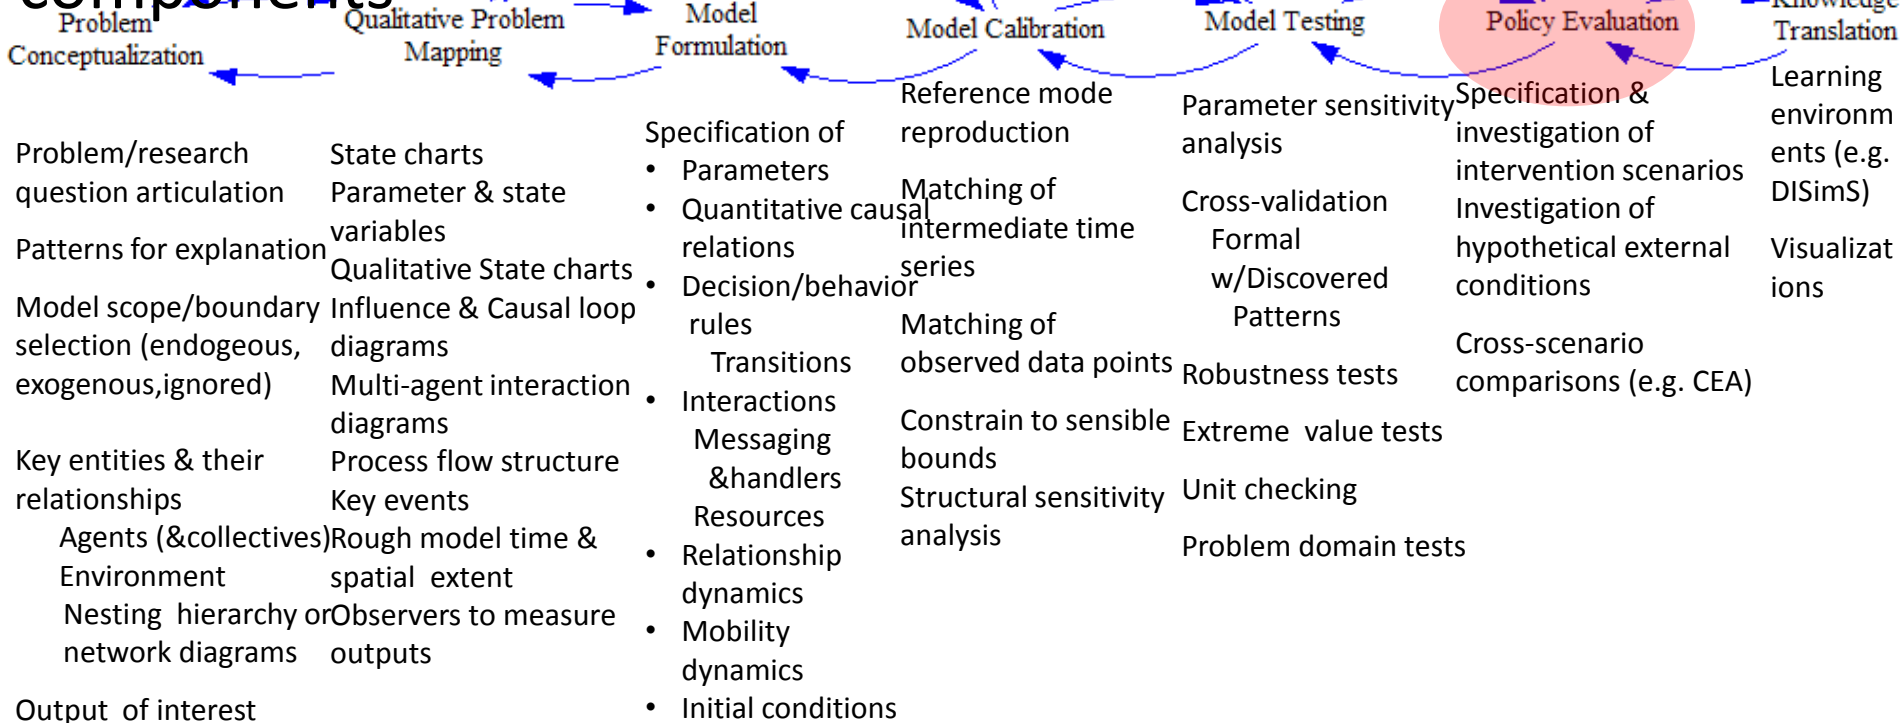 components
Problem
Conceptualization
Qualitative Problem
Mapping
Model
Formulation
Model Calibration
Model Testing
Policy Evaluation
Knowledge
Translation
Problem/research
question articulation
Patterns for explanation
Model scope/boundary
selection (endogeous,
exogenous,ignored)
Key entities & their
relationships
Agents (&collectives)
Environment
Nesting hierarchy or
network diagrams
Output of interest
State charts
Parameter & state
variables
Qualitative State charts
Influence & Causal loop
diagrams
Multi-agent interaction
diagrams
Process flow structure
Key events
Rough model time &
spatial extent
Observers to measure
outputs
Specification of
• Parameters
• Quantitative causal
relations
• Decision/behavior
rules
Transitions
• Interactions
Messaging
&handlers
Resources
• Relationship
dynamics
• Mobility
dynamics
• Initial conditions
Reference mode
reproduction
Matching of
intermediate time
series
Matching of
observed data points
Constrain to sensible
bounds
Structural sensitivity
analysis
Parameter sensitivity
analysis
Cross-validation
Formal
w/Discovered
Patterns
Robustness tests
Extreme value tests
Unit checking
Problem domain tests
Specification &
investigation of
intervention scenarios
Investigation of
hypothetical external
conditions
Cross-scenario
comparisons (e.g. CEA)
Learning
environm
ents (e.g.
DISimS)
Visualizat
ions